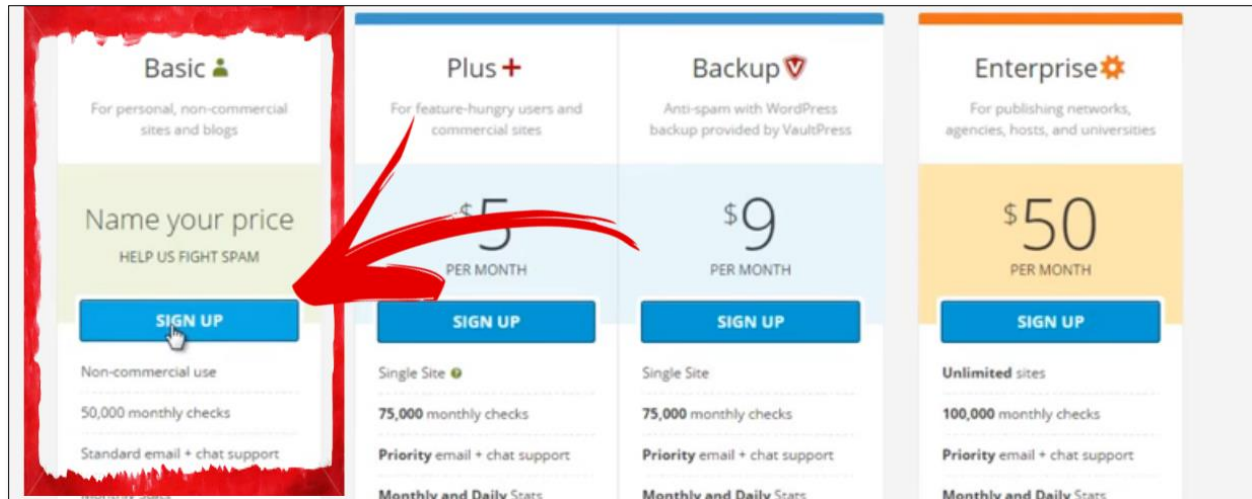 Basic
For personal, non-commercial
sites and blogs
Name your price
HELP US FIGHT SPAM
SIGN UP
Non-commercial use
50,000 monthly checks
Standard email + chat support
Plus
For feature-hungry users and
commercial sites
$5
PER MONTH
SIGN UP
Single Site
75,000 monthly checks
Priority email + chat support
Monthly and Daily Stats
Backup
Anti-spam with WordPress
backup provided by VaultPress
$9
PER MONTH
SIGN UP
Single Site
75,000 monthly checks
Priority email + chat support
Monthly and Daily Stats
Enterprise
For publishing networks,
agencies, hosts, and universities
$50
PER MONTH
SIGN UP
Unlimited sites
100,000 monthly checks
Priority email + chat support
Monthly and Daily Stats